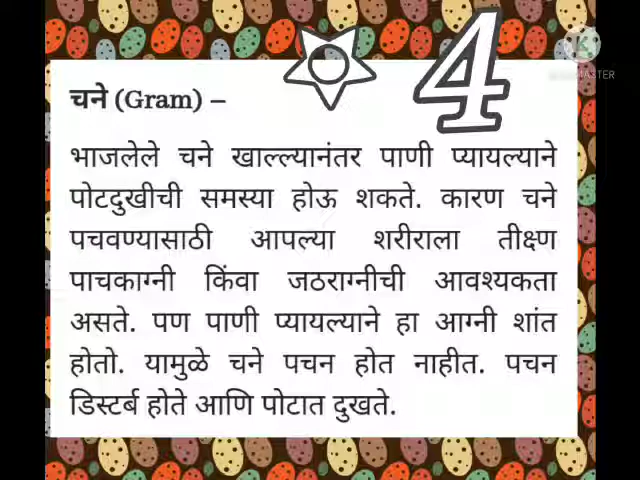 4
चने (Gram) –
भाजलेले चने खाल्ल्यानंतर पाणी प्यायल्याने
पोटदुखीची समस्या होऊ शकते. कारण चने
पचवण्यासाठी आपल्या शरीराला तीक्ष्ण
पाचकाग्नी किंवा जठराग्नीची आवश्यकता
असते. पण पाणी प्यायल्याने हा आग्नी शांत
होतो. यामुळे चने पचन होत नाहीत. पचन
डिस्टर्ब होते आणि पोटात दुखते.